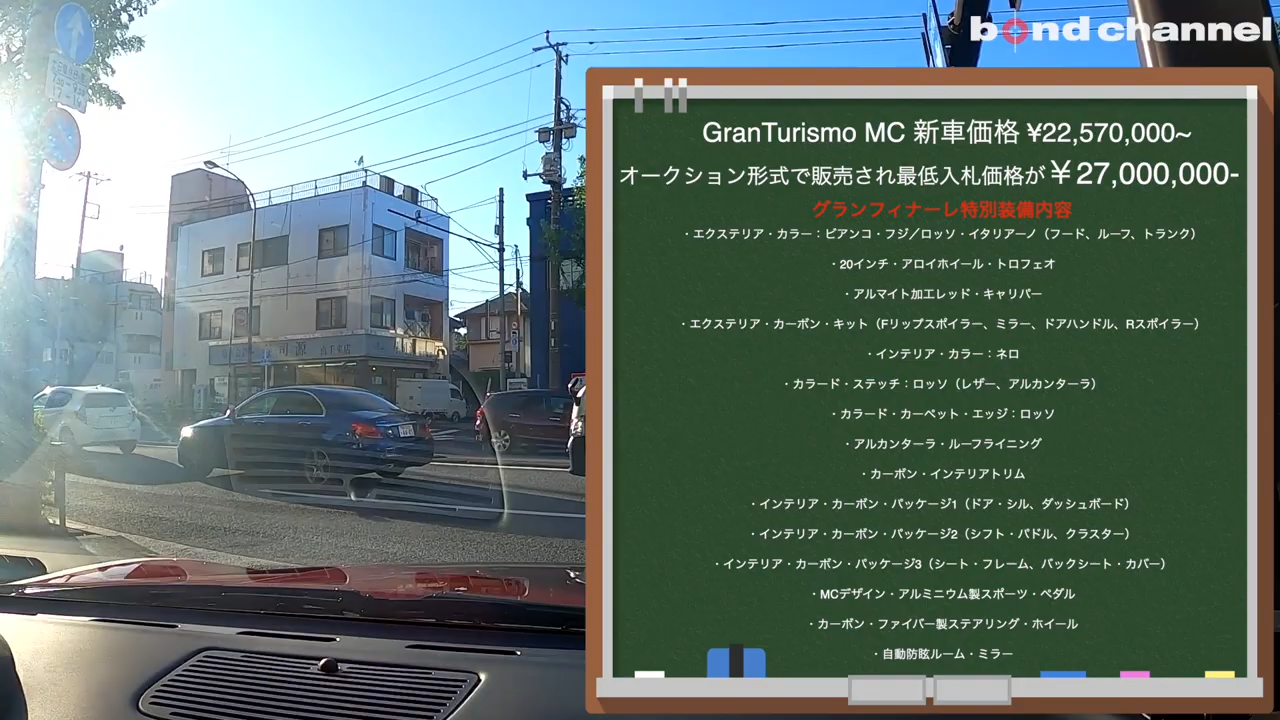 bond channel
GranTurismo MC 新車価格 ¥22,570,000~
オークション形式で販売され最低入札価格が￥27,000,000-
グランフィナーレ特別装備内容
・エクステリア・カラー：ビアンコ・フジ／ロッソ・イタリアーノ（フード、ルーフ、トランク）
・20インチ・アロイホイール・トロフェオ
・アルマイト加工レッド・キャリパー
・エクステリア・カーボン・キット（Fリップスポイラー、ミラー、ドアハンドル、Rスポイラー）
・インテリア・カラー：ネロ
・カラード・ステッチ：ロッソ（レザー、アルカンターラ）
・カラード・カーペット・エッジ：ロッソ
・アルカンターラ・ルーフライニング
・カーボン・インテリアトリム
・インテリア・カーボン・パッケージ1（ドア・シル、ダッシュボード）
・インテリア・カーボン・パッケージ2（シフト・パドル、クラスター）
・インテリア・カーボン・パッケージ3（シート・フレーム、バックシート・カバー）
・MCデザイン・アルミニウム製スポーツ・ペダル
・カーボン・ファイバー製ステアリング・ホイール
・自動防眩ルーム・ミラー